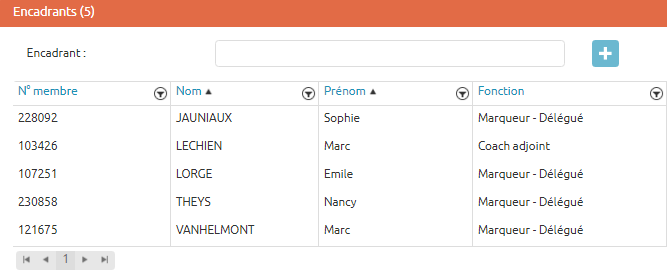 Encadrants (5)
Encadrant :
N° membre Nom Prénom Fonction
228092 JAUNIAUX Sophie Marqueur - Délégué
103426 LECHIEN Marc Coach adjoint
107251 LORGE Emile Marqueur - Délégué
230858 THEYS Nancy Marqueur - Délégué
121675 VANHELMONT Marc Marqueur - Délégué
1